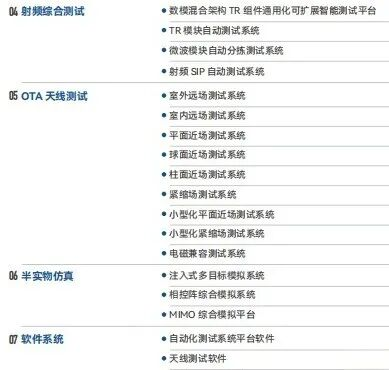 04 射频综合测试
• 数模混合架构 TR 组件通用化可扩展智能测试平台
• TR 模块自动测试系统
• 微波模块自动分拣测试系统
• 射频 SIP 自动测试系统
05 OTA 天线测试
• 室外远场测试系统
• 室内远场测试系统
• 平面近场测试系统
• 球面近场测试系统
• 柱面近场测试系统
• 紧缩场测试系统
• 小型化平面近场测试系统
• 小型化紧缩场测试系统
• 电磁兼容测试系统
06 半实物仿真
• 注入式多目标模拟系统
• 相控阵综合模拟系统
• MIMO 综合模拟平台
07 软件系统
• 自动化测试系统平台软件
• 天线测试软件